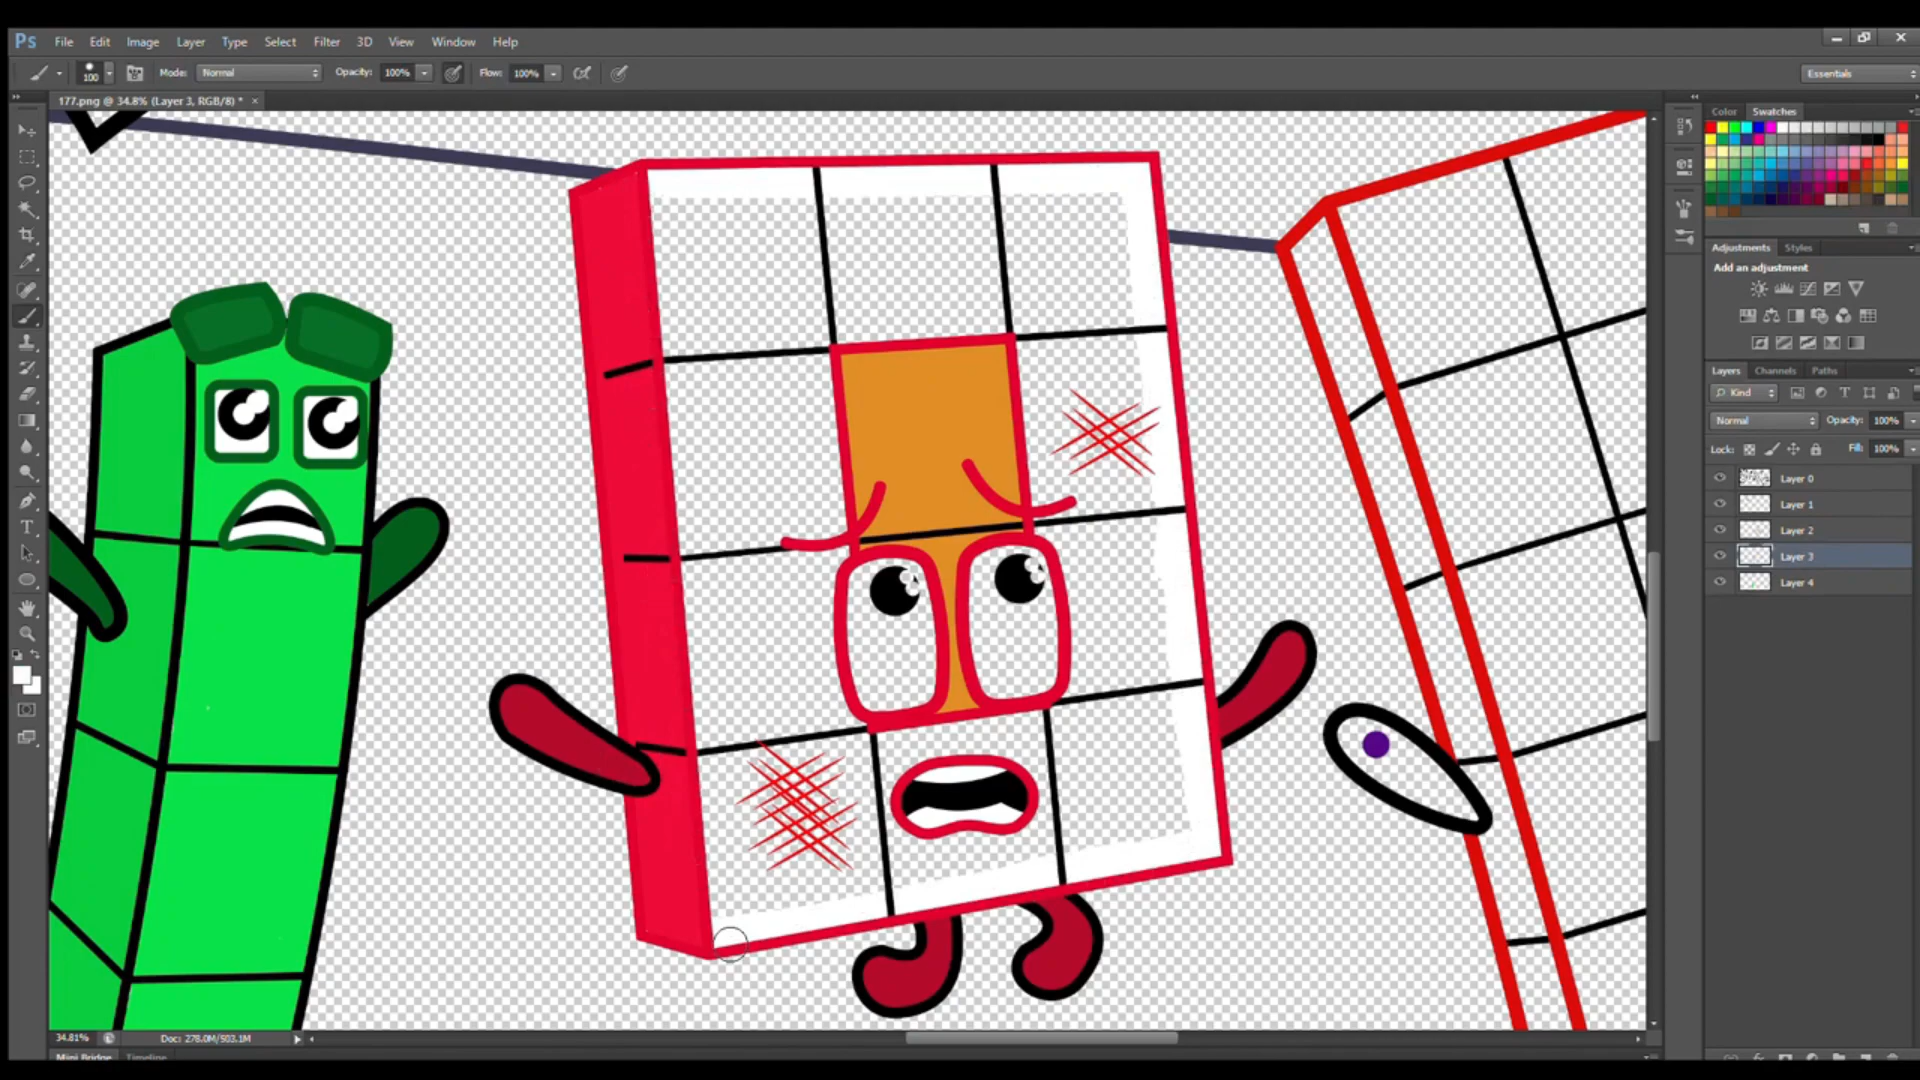 Ps File Edit Image Layer Type Select Filter 3D View Window Help
100 Mode: Normal Opacity: 100% Flow: 100% Essentials
177.png @ 34.8% (Layer 3, RGB/8) * ×
Color Swatches
Adjustments Styles
Add an adjustment
Layers Channels Paths
Kind
Normal Opacity: 100%
Lock: Fill: 100%
Layer 0
Layer 1
Layer 2
Layer 3
Layer 4
34.81% Doc: 278.0M/503.1M
Mini Bridge Timeline